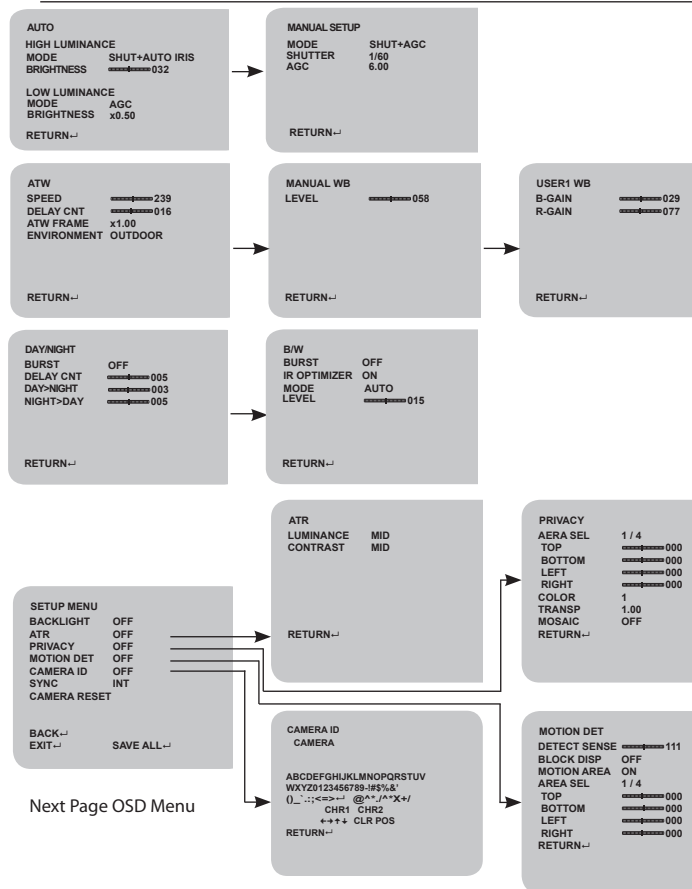 AUTO
HIGH LUMINANCE
MODE SHUT+AUTO IRIS
BRIGHTNESS 032
LOW LUMINANCE
MODE AGC
BRIGHTNESS x0.50
RETURN↵
MANUAL SETUP
MODE SHUT+AGC
SHUTTER 1/60
AGC 6.00
RETURN↵
ATW
SPEED 239
DELAY CNT 016
ATW FRAME x1.00
ENVIRONMENT OUTDOOR
RETURN↵
MANUAL WB
LEVEL 058
RETURN↵
USER1 WB
B-GAIN 029
R-GAIN 077
RETURN↵
DAY/NIGHT
BURST OFF
DELAY CNT 005
DAY>NIGHT 003
NIGHT>DAY 005
RETURN↵
B/W
BURST OFF
IR OPTIMIZER ON
MODE AUTO
LEVEL 015
RETURN↵
ATR
LUMINANCE MID
CONTRAST MID
RETURN↵
PRIVACY
AERA SEL 1 / 4
TOP 000
BOTTOM 000
LEFT 000
RIGHT 000
COLOR 1
TRANSP 1.00
MOSAIC OFF
RETURN↵
SETUP MENU
BACKLIGHT OFF
ATR OFF
PRIVACY OFF
MOTION DET OFF
CAMERA ID OFF
SYNC INT
CAMERA RESET
BACK↵
EXIT↵ SAVE ALL↵
Next Page OSD Menu
CAMERA ID
CAMERA
ABCDEFGHIJKLMNOPQRSTUV
WXYZ0123456789-!#$%&'
()_`.:;<=>↵ @^*./^*X+/
CHR1 CHR2
←→↑↓ CLR POS
RETURN↵
MOTION DET
DETECT SENSE 111
BLOCK DISP OFF
MOTION AREA ON
AREA SEL 1 / 4
TOP 000
BOTTOM 000
LEFT 000
RIGHT 000
RETURN↵